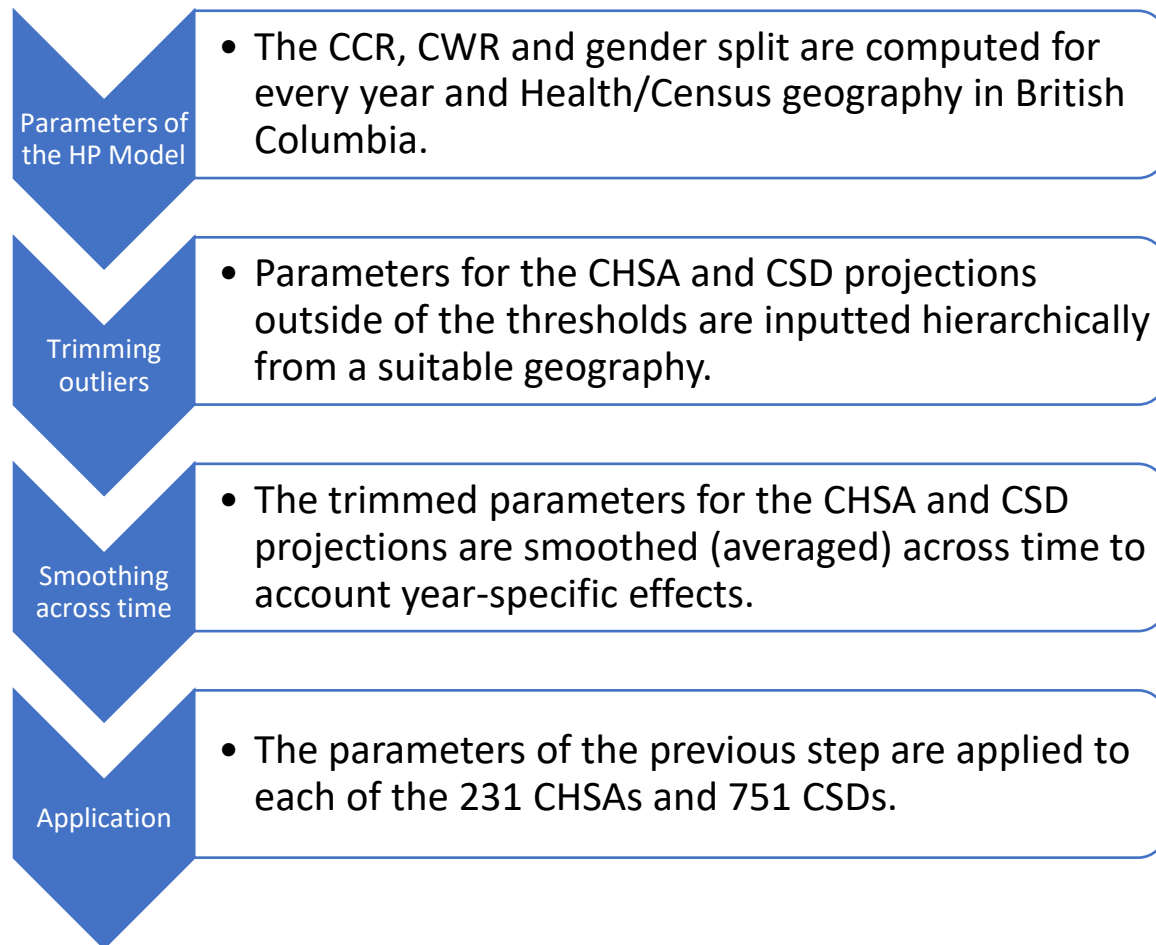 Parameters of
the HP Model
• The CCR, CWR and gender split are computed for
every year and Health/Census geography in British
Columbia.
Trimming
outliers
• Parameters for the CHSA and CSD projections
outside of the thresholds are inputted hierarchically
from a suitable geography.
Smoothing
across time
• The trimmed parameters for the CHSA and CSD
projections are smoothed (averaged) across time to
account year-specific effects.
Application
• The parameters of the previous step are applied to
each of the 231 CHSAs and 751 CSDs.